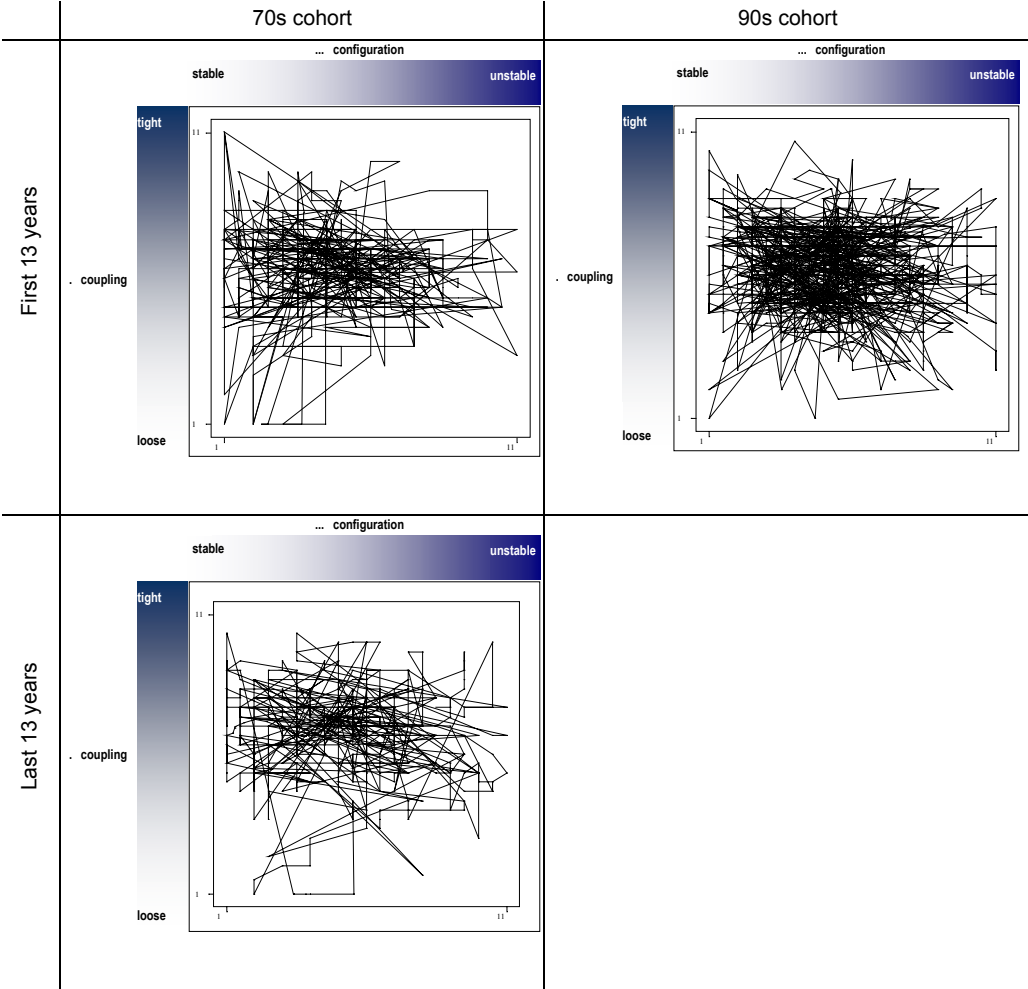 70s cohort
90s cohort
First 13 years
... configuration
stable
unstable
tight
. coupling
loose
11
1
1
11
... configuration
stable
unstable
tight
. coupling
loose
11
1
1
11
Last 13 years
... configuration
stable
unstable
tight
. coupling
loose
11
1
1
11